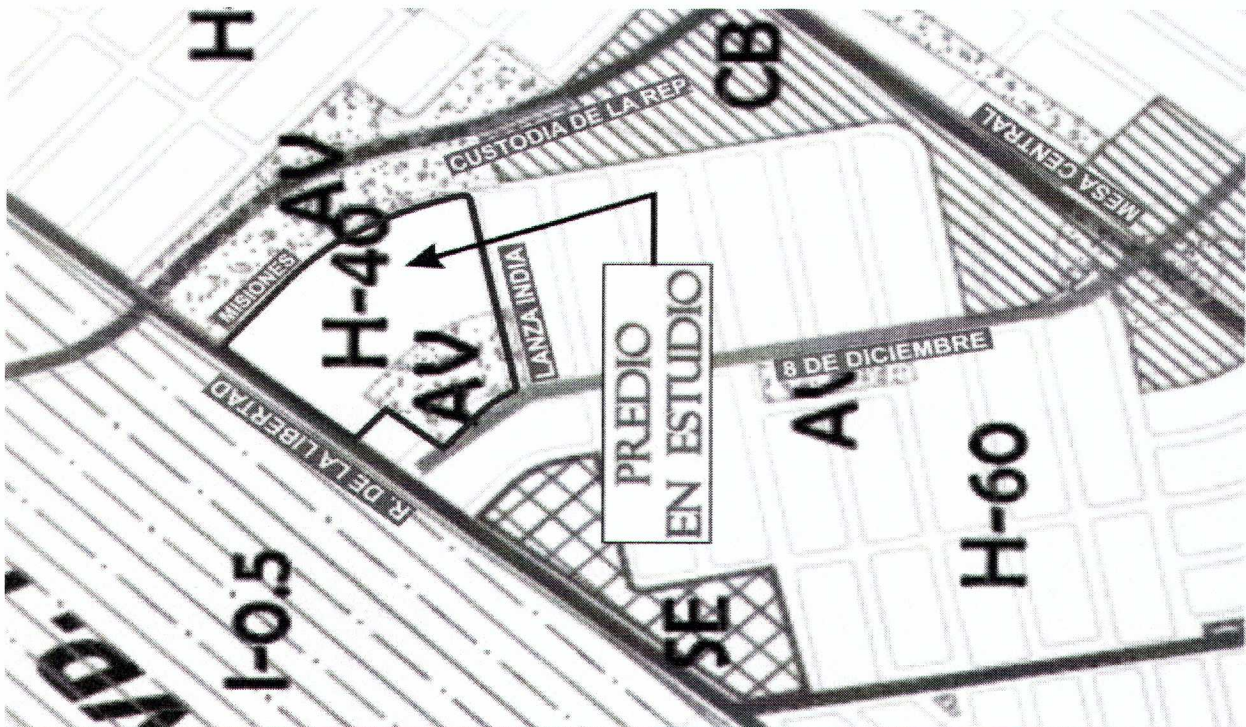 H
CB
AV
CUSTODIA DE LA REP
MESA CENTRAL
H-40
MISIONES
LANZA INDIA
AV
R. DE LA LIBERTAD
PREDIO
EN ESTUDIO
8 DE DICIEMBRE
H-60
I-0.5
SE